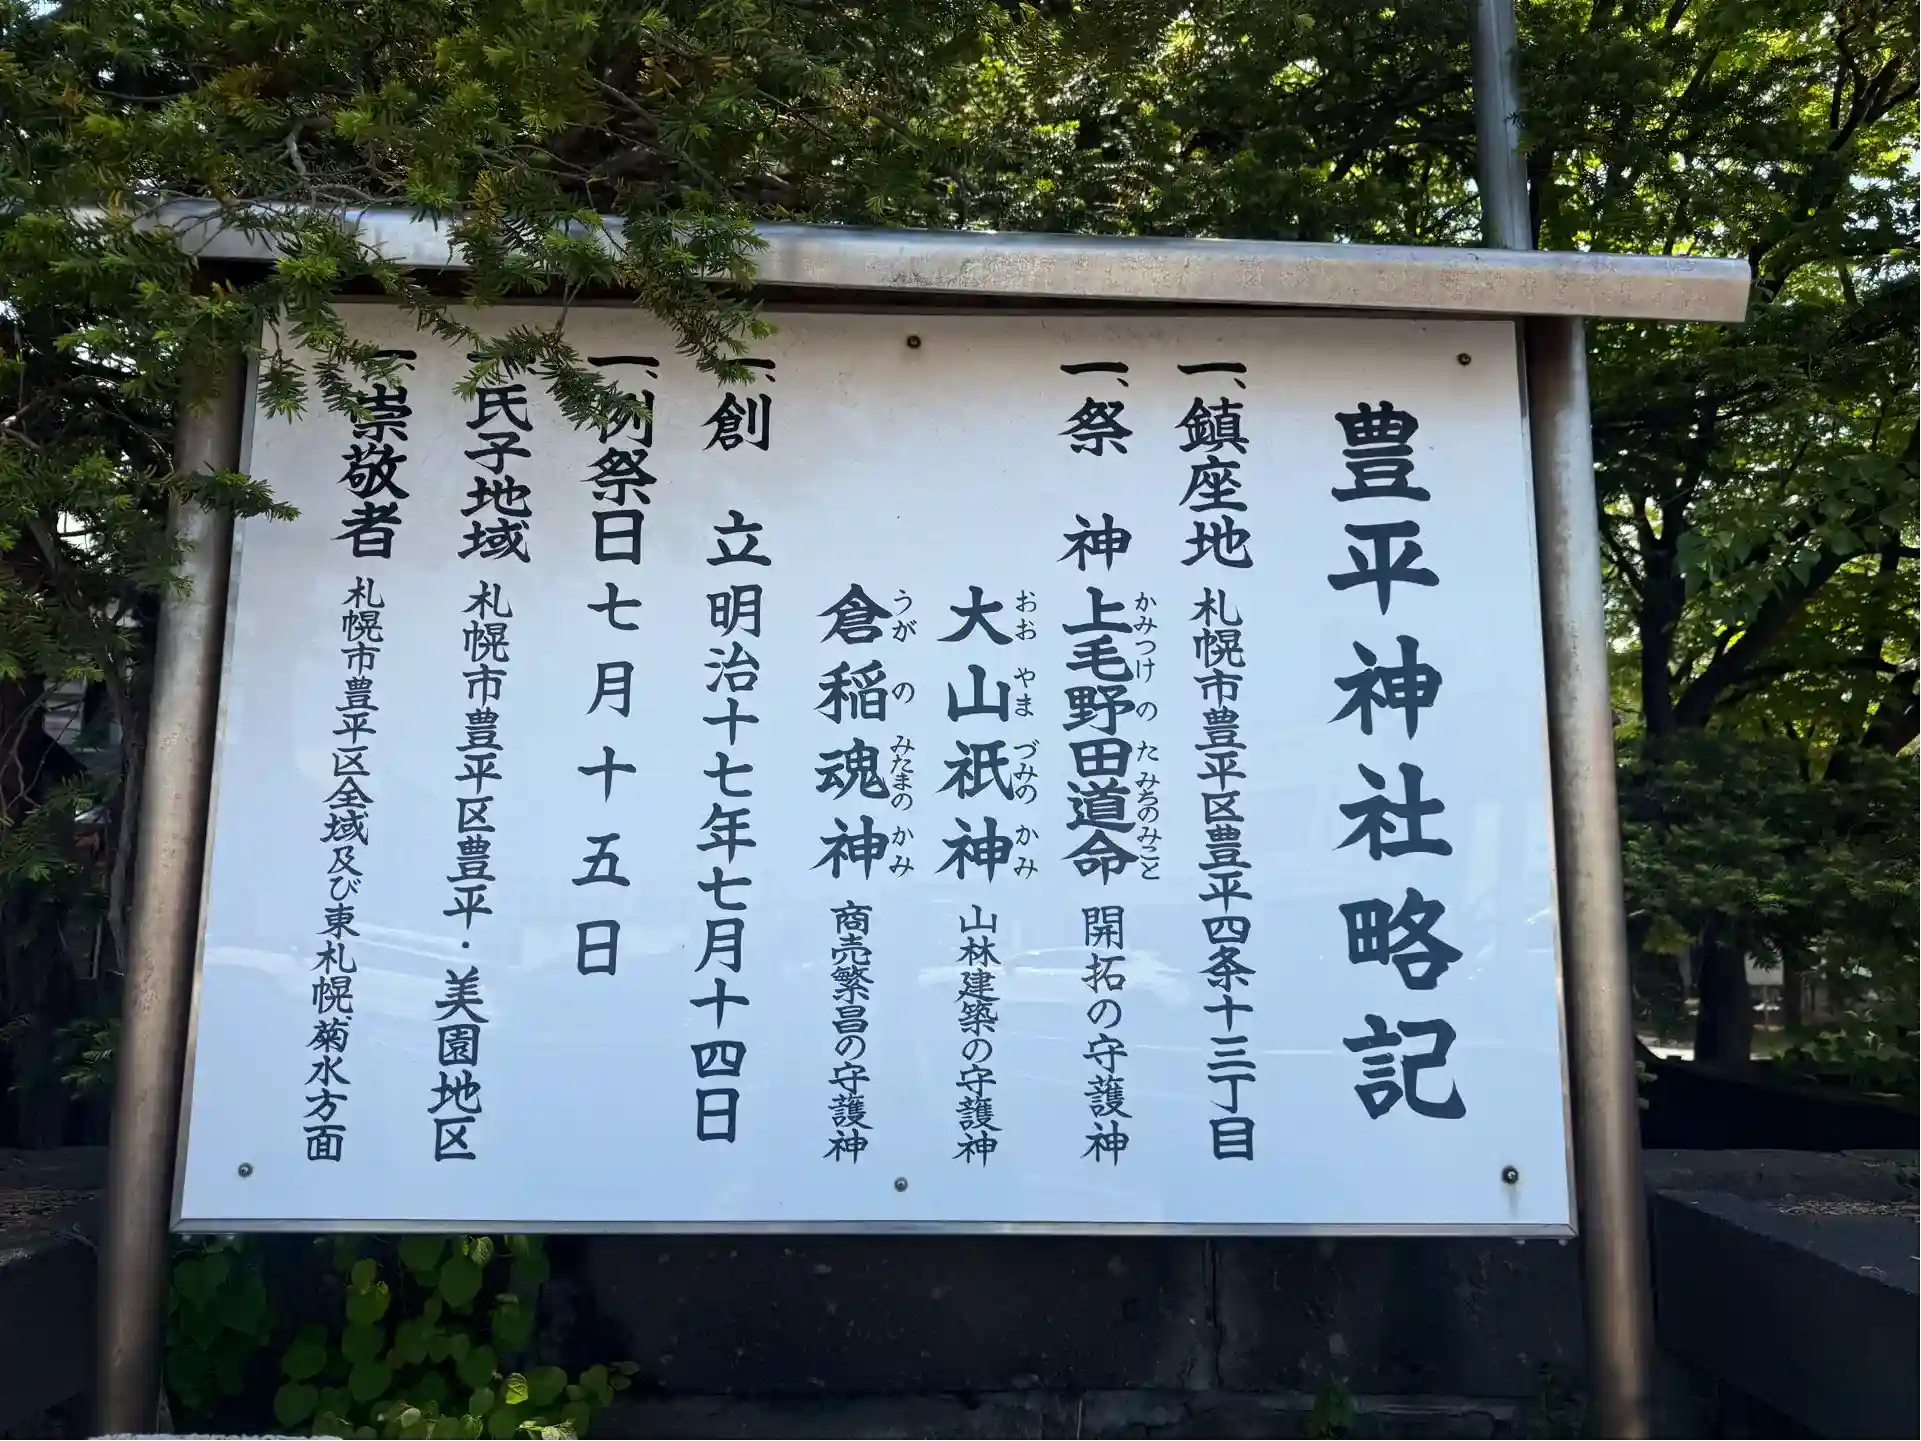 豊平神社略記
一、鎮座地 札幌市豊平区豊平四条十三丁目
一、祭神 上毛野田道命 開拓の守護神
かみつけ の た みちのみこと
大山祇神 山林建築の守護神
おお やま づみの かみ
倉稲魂神 商売繁昌の守護神
うが の みたまの かみ
一、創立 明治十七年七月十四日
一、例祭日 七月十五日
一、氏子地域 札幌市豊平区豊平・美園地区
一、崇敬者 札幌市豊平区全域及び東札幌、菊水方面